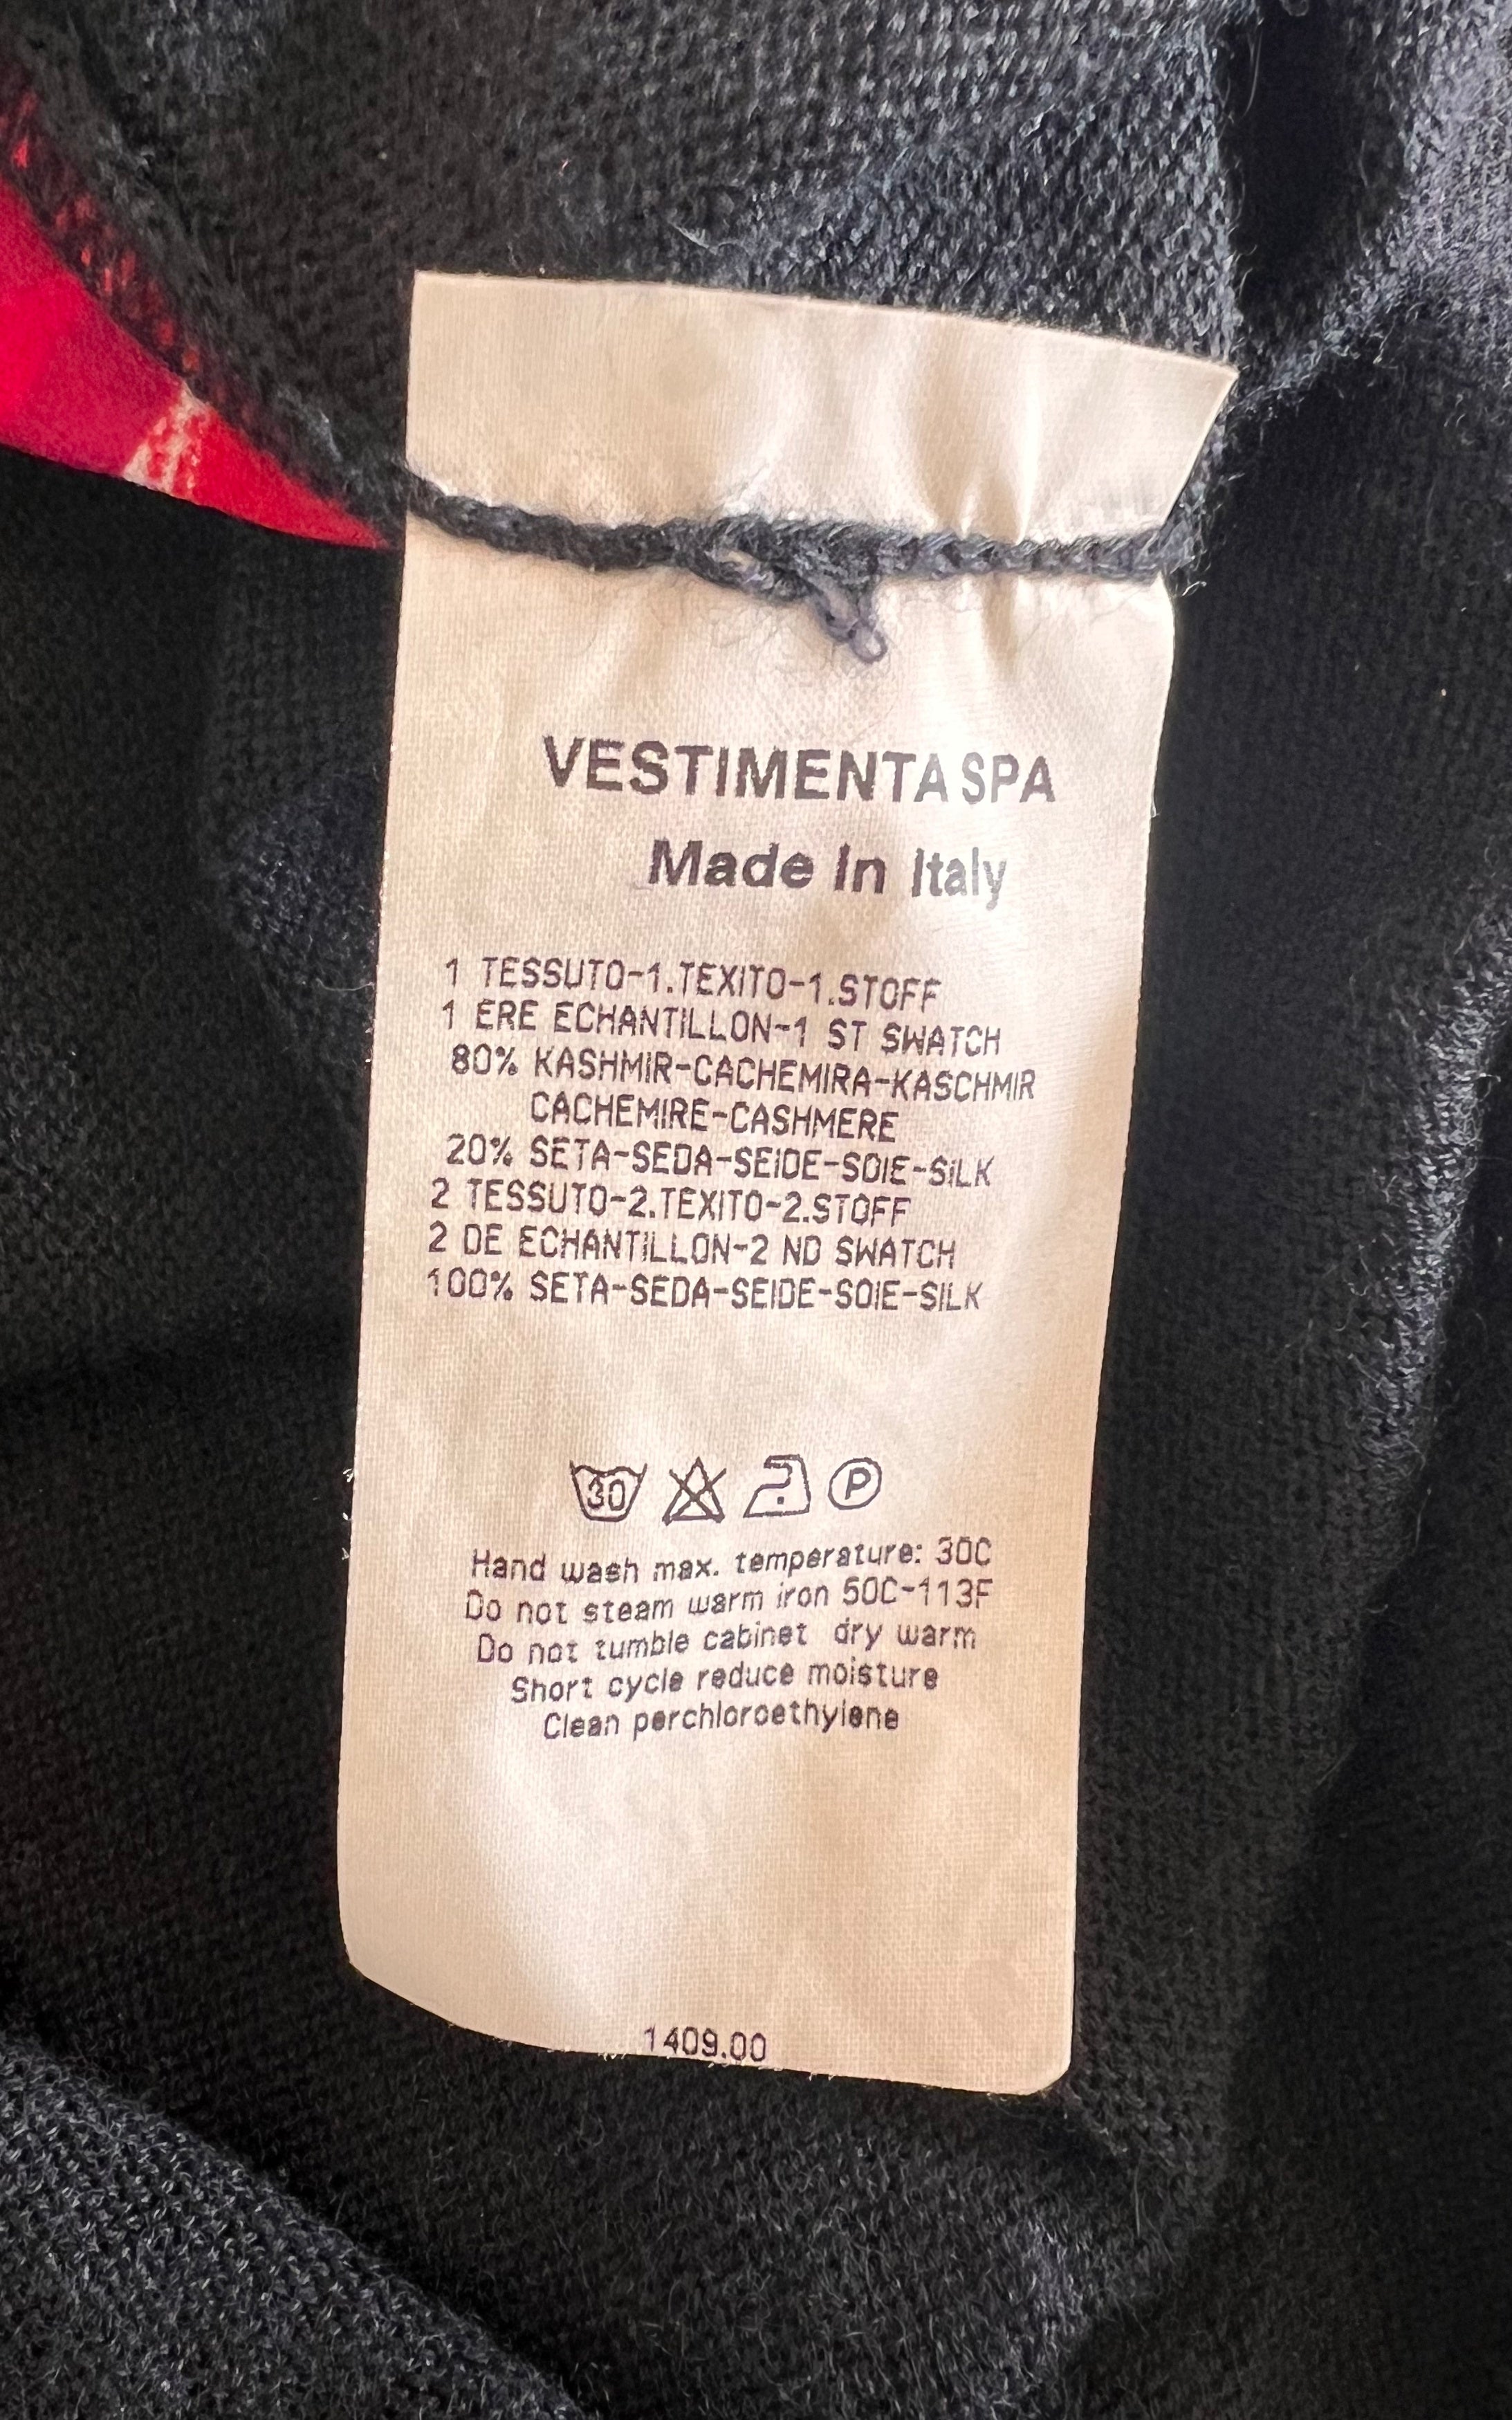 VESTIMENTA SPA
Made In Italy
1 TESSUTO-1.TEXITO-1.STOFF
1 ERE ECHANTILLON-1 ST SWATCH
80% KASHMIR-CACHEMIRA-KASCHMIR
CACHEMIRE-CASHMERE
20% SETA-SEDA-SEIDE-SOIE-SILK
2 TESSUTO-2.TEXITO-2.STOFF
2 DE ECHANTILLON-2 ND SWATCH
100% SETA-SEDA-SEIDE-SOIE-SILK
30 P
Hand wash max. temperature: 30C
Do not steam warm iron 50C-113F
Do not tumble cabinet dry warm
Short cycle reduce moisture
Clean perchloroethylene
1409.00